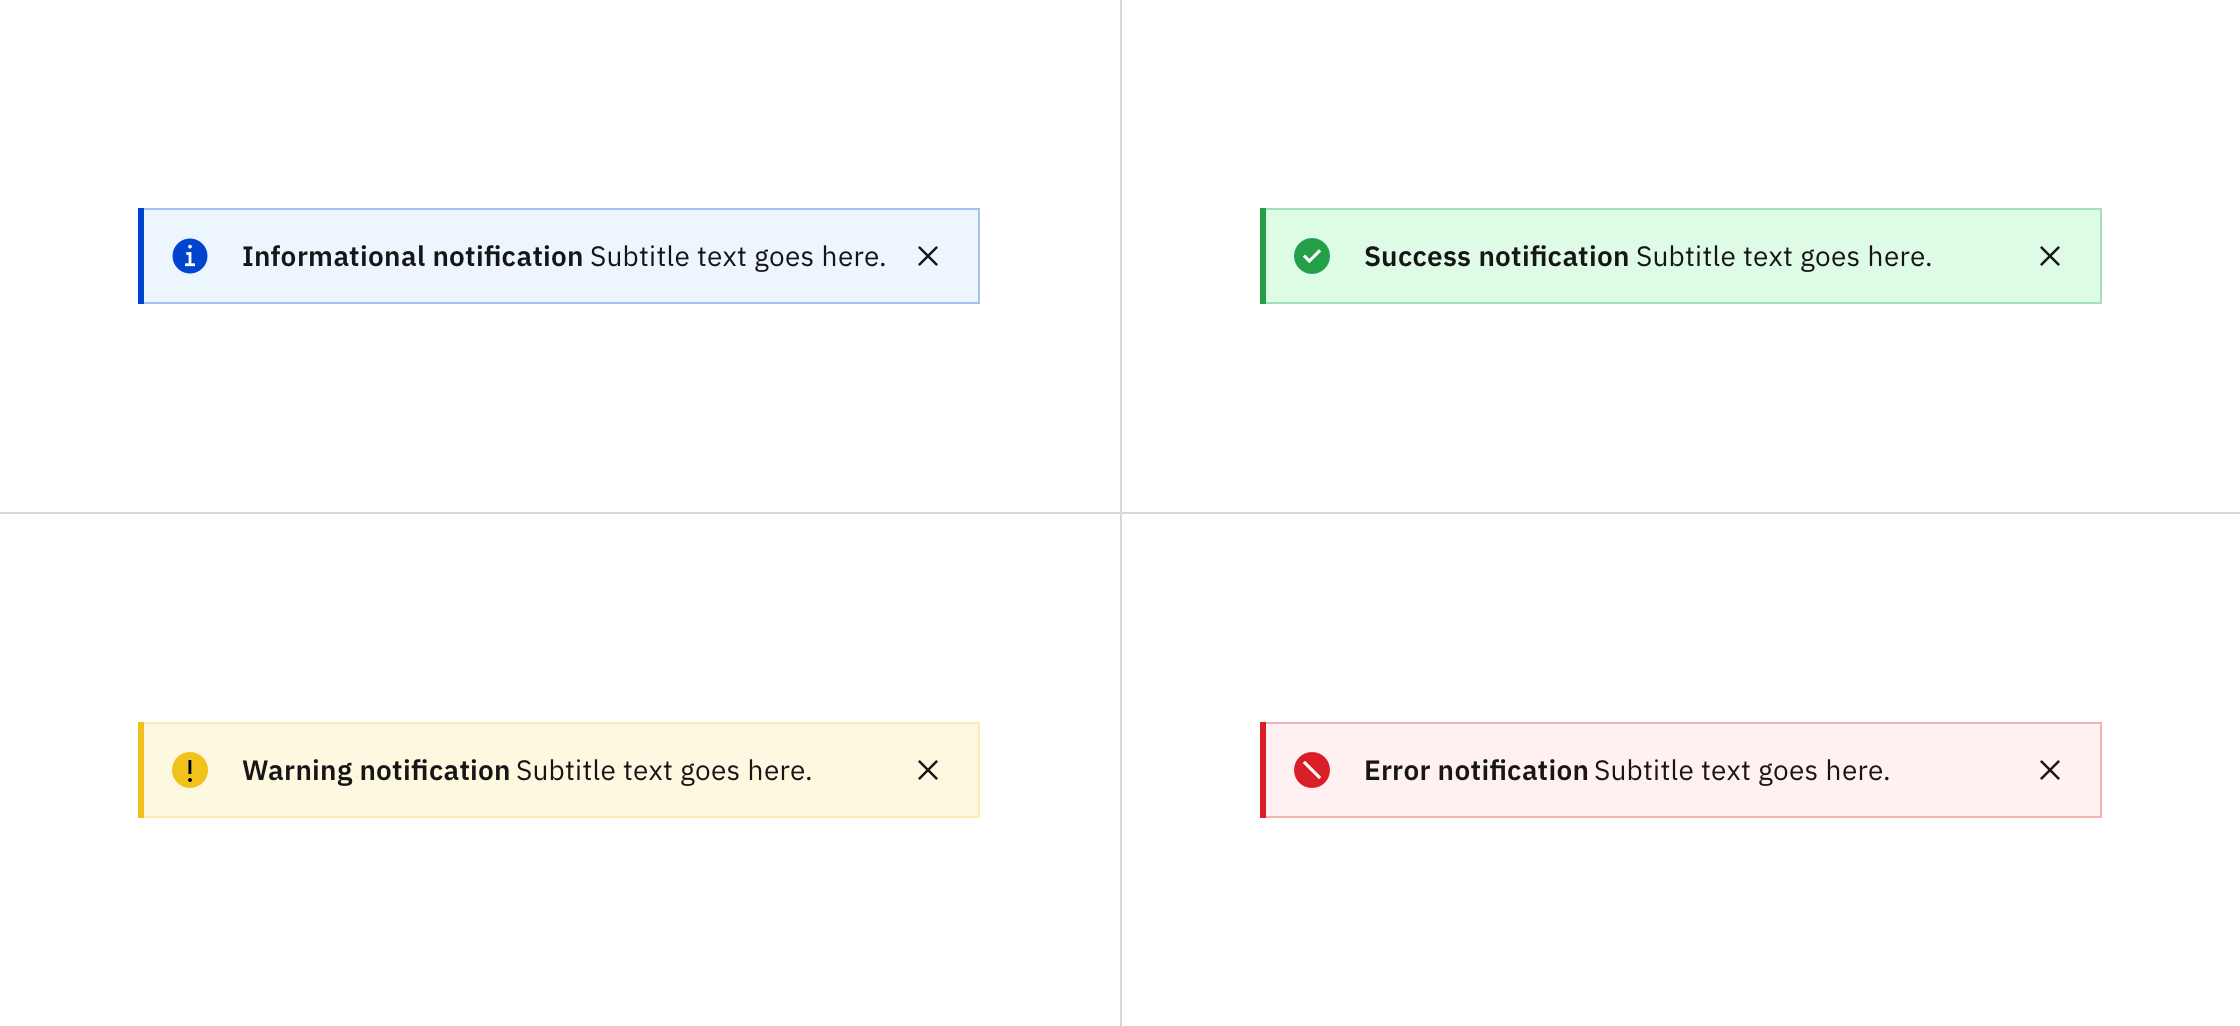 Informational notification Subtitle text goes here.
Success notification Subtitle text goes here.
Warning notification Subtitle text goes here.
Error notification Subtitle text goes here.